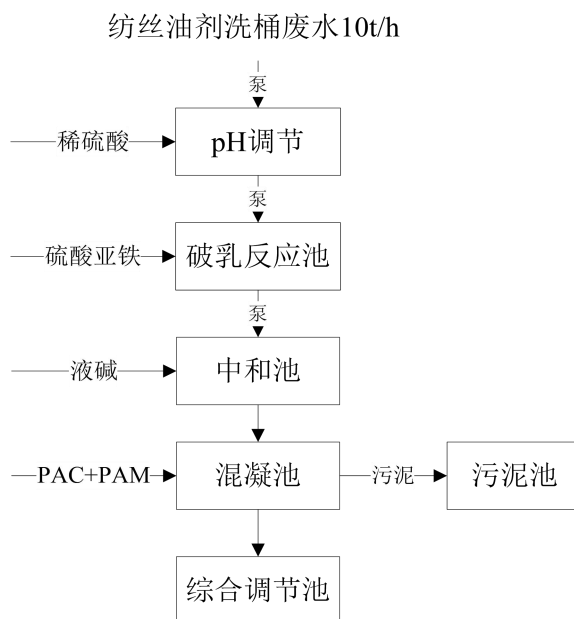 纺丝油剂洗桶废水10t/h
泵
稀硫酸
pH调节
泵
硫酸亚铁
破乳反应池
泵
液碱
中和池
PAC+PAM
混凝池
污泥
污泥池
综合调节池